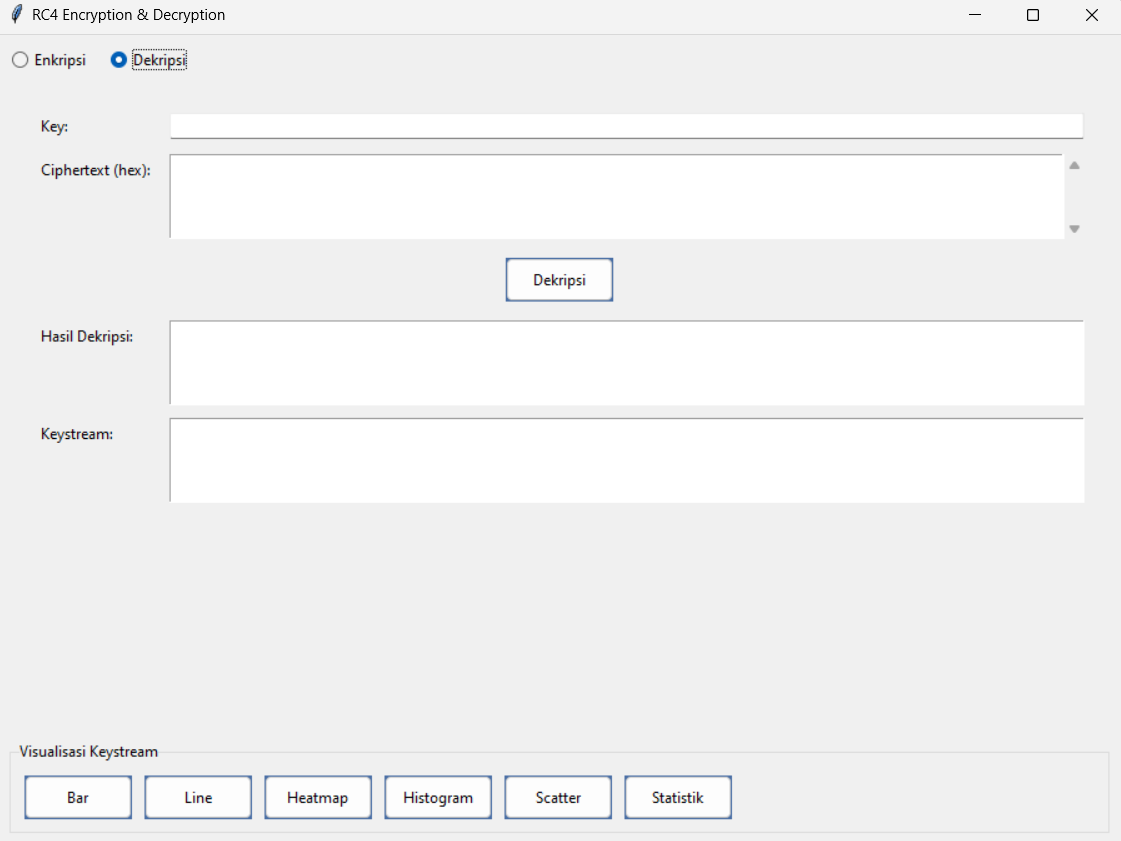 RC4 Encryption & Decryption
Enkripsi Dekripsi
Key:
Ciphertext (hex):
Dekripsi
Hasil Dekripsi:
Keystream:
Visualisasi Keystream
Bar Line Heatmap Histogram Scatter Statistik